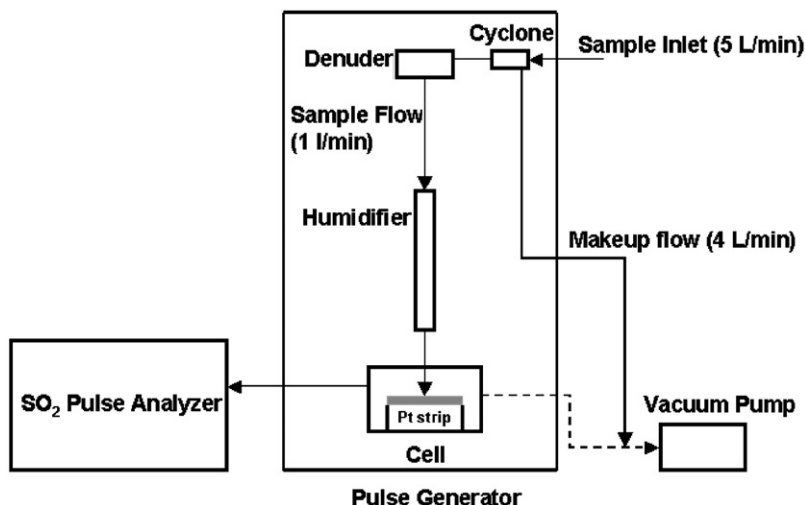 Cyclone
Sample Inlet (5 L/min)
Denuder
Sample Flow
(1 l/min)
Humidifier
Makeup flow (4 L/min)
SO₂ Pulse Analyzer
Pt strip
Vacuum Pump
Cell
Pulse Generator